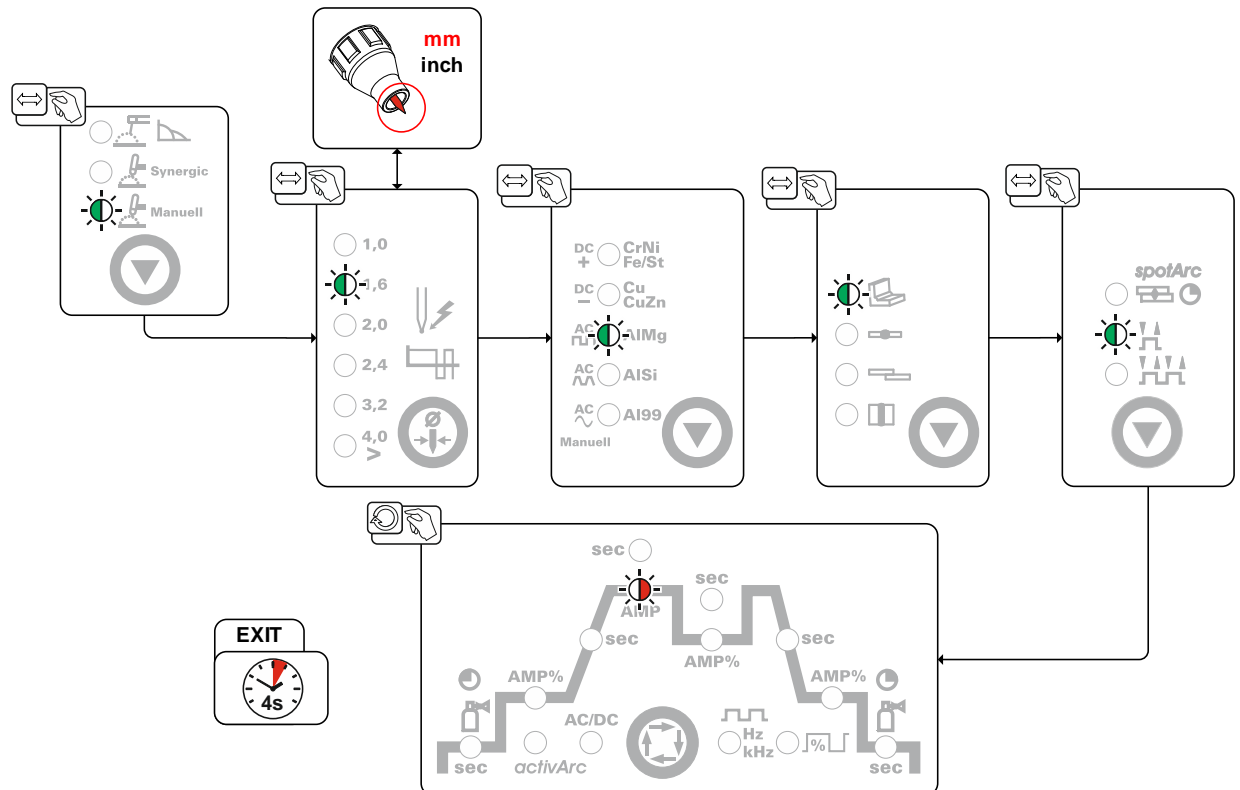 mm
inch
Synergic
Manuell
1,0
1,6
2,0
2,4
3,2
4,0
>
Ø
DC
+
CrNi
Fe/St
DC
–
Cu
CuZn
AC
AlMg
AC
AlSi
AC
Al99
Manuell
spotArc
sec
AMP
sec
sec
AMP%
sec
AMP%
AMP%
sec
AC/DC
activArc
Hz
kHz
%
sec
EXIT
4s